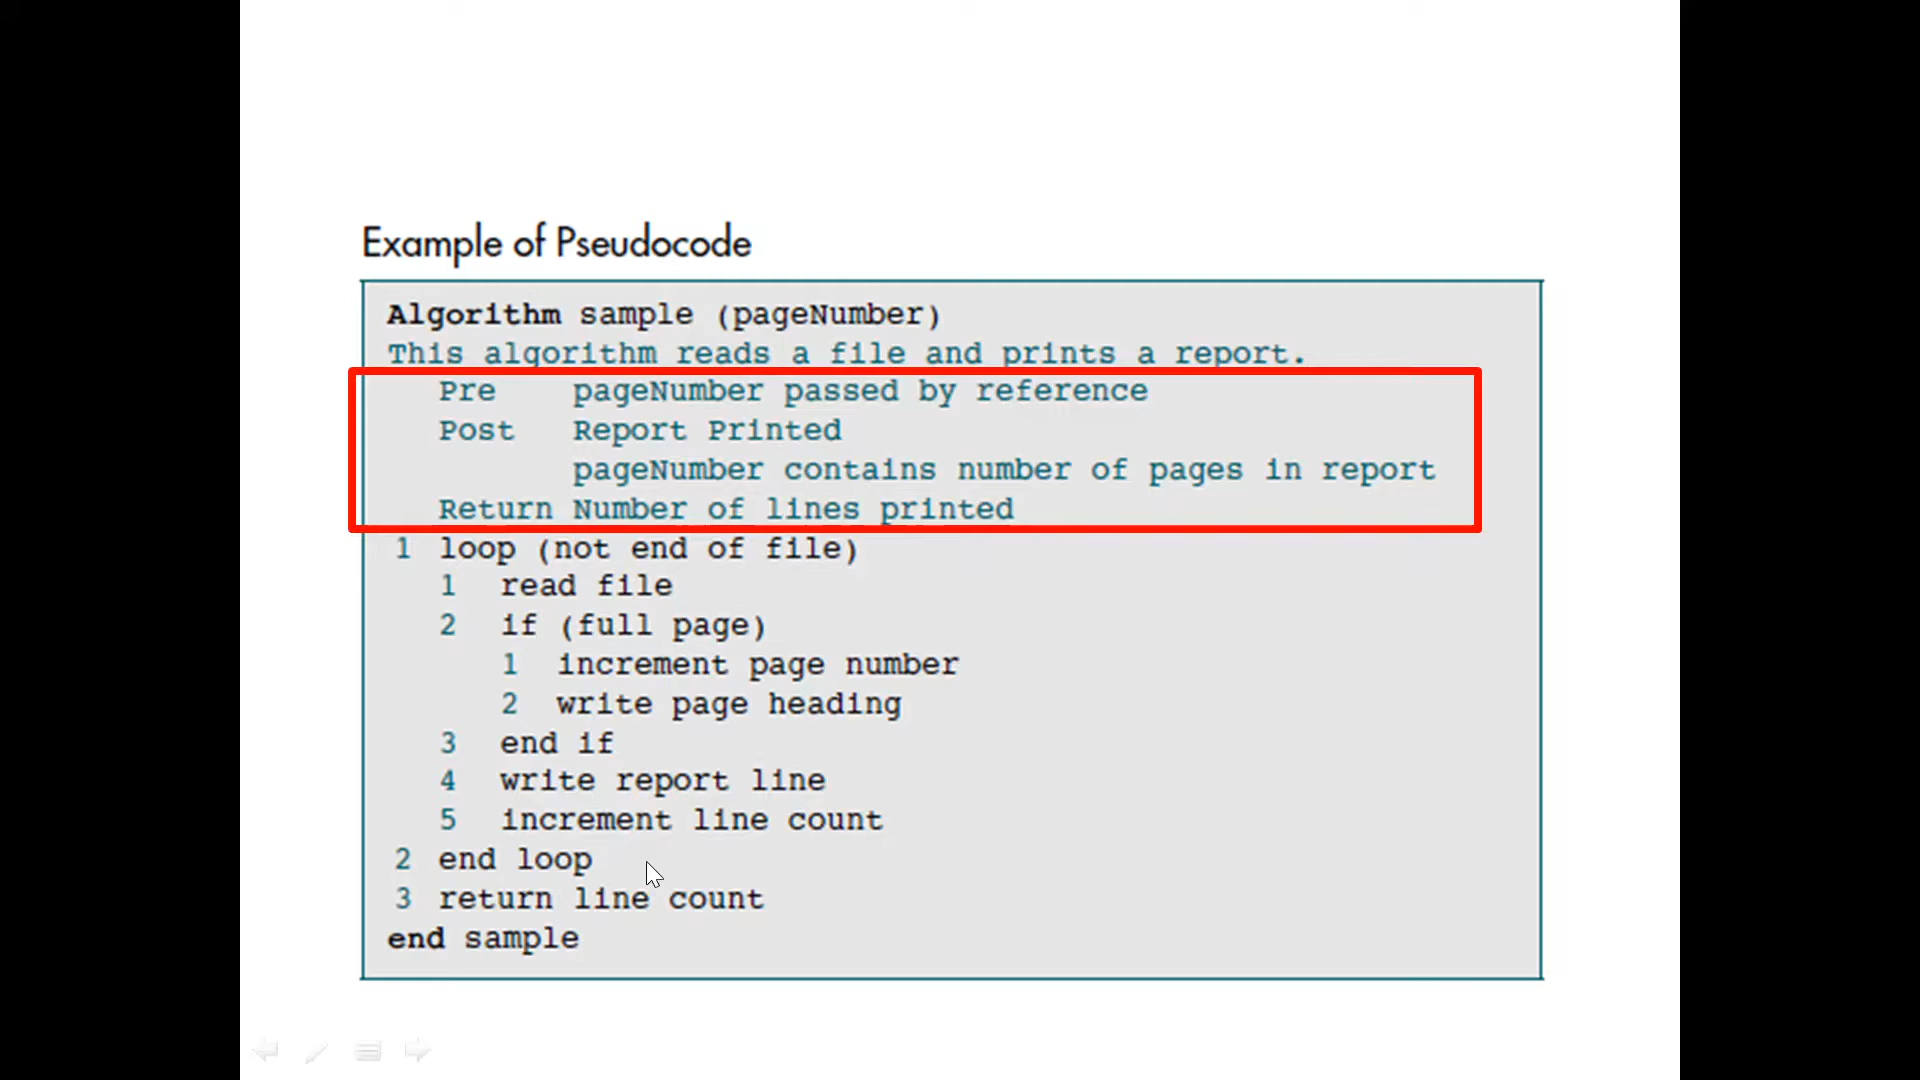 Example of Pseudocode
Algorithm sample (pageNumber)
This algorithm reads a file and prints a report.
Pre pageNumber passed by reference
Post Report Printed
pageNumber contains number of pages in report
Return Number of lines printed
1 loop (not end of file)
1 read file
2 if (full page)
1 increment page number
2 write page heading
3 end if
4 write report line
5 increment line count
2 end loop
3 return line count
end sample